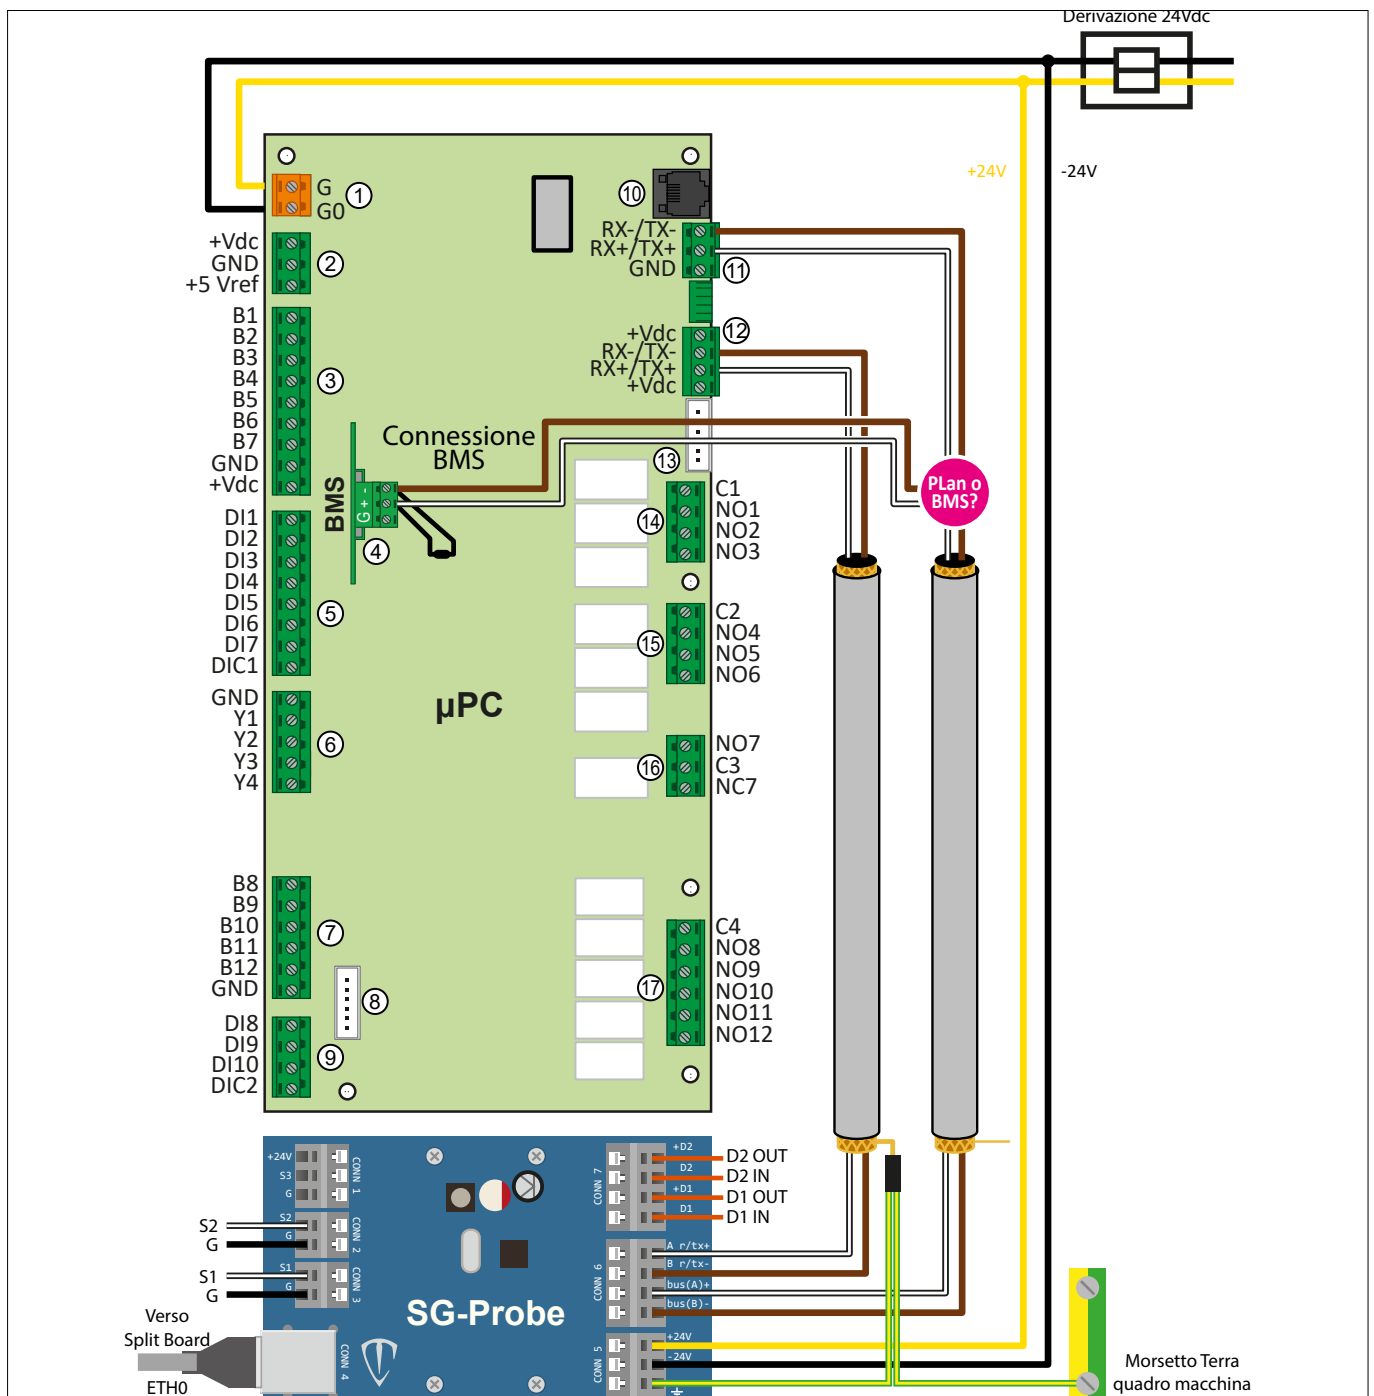 Derivazione 24Vdc
+24V
-24V
G
G0
1
+Vdc
GND
+5 Vref
2
B1
B2
B3
B4
B5
B6
B7
GND
+Vdc
3
Connessione
BMS
BMS
G + -
4
DI1
DI2
DI3
DI4
DI5
DI6
DI7
DIC1
5
GND
Y1
Y2
Y3
Y4
6
µPC
B8
B9
B10
B11
B12
GND
7
8
DI8
DI9
DI10
DIC2
9
10
RX-/TX-
RX+/TX+
GND
11
12
+Vdc
RX-/TX-
RX+/TX+
+Vdc
13
PLan o
BMS?
C1
NO1
NO2
NO3
14
C2
NO4
NO5
NO6
15
NO7
C3
NC7
16
C4
NO8
NO9
NO10
NO11
NO12
17
+24V
S3
G
CONN 1
S2
G
CONN 2
S2
G
S1
G
CONN 3
S1
G
Verso
Split Board
ETH0
CONN 4
SG-Probe
+D2
D2
+D1
D1
CONN 7
D2 OUT
D2 IN
D1 OUT
D1 IN
A r/tx+
B r/tx-
bus(A)+
bus(B)-
CONN 6
+24V
-24V
CONN 5
Morsetto Terra
quadro macchina